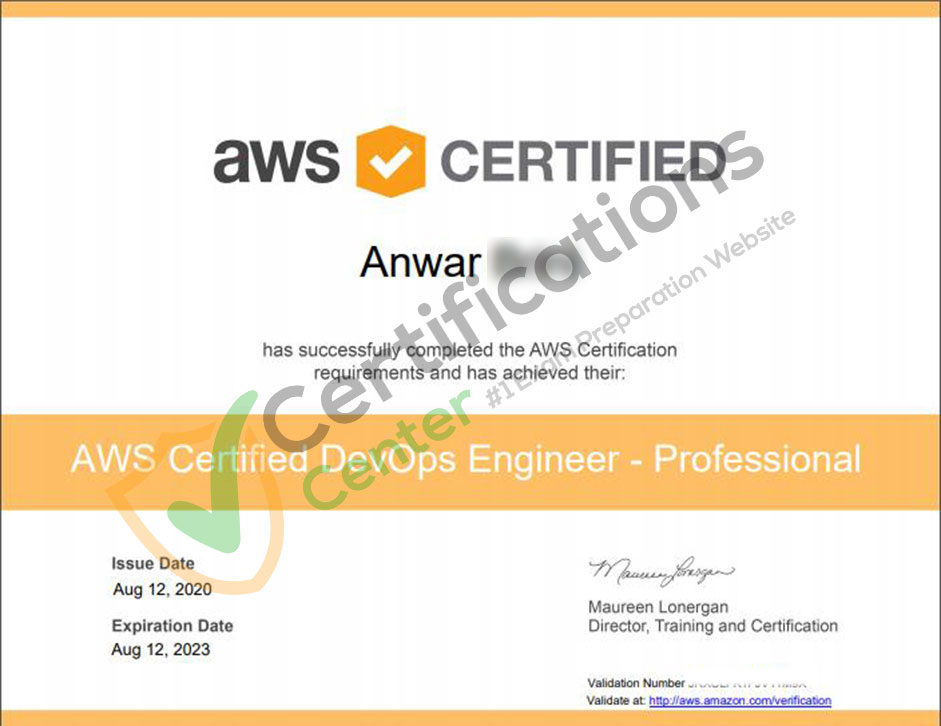 aws CERTIFIED
Anwar
has successfully completed the AWS Certification
requirements and has achieved their:
AWS Certified DevOps Engineer - Professional
Certifications
Center
#1 Exam Preparation Website
Issue Date
Aug 12, 2020
Expiration Date
Aug 12, 2023
Maureen Lonergan
Maureen Lonergan
Director, Training and Certification
Validation Number
Validate at: http://aws.amazon.com/verification